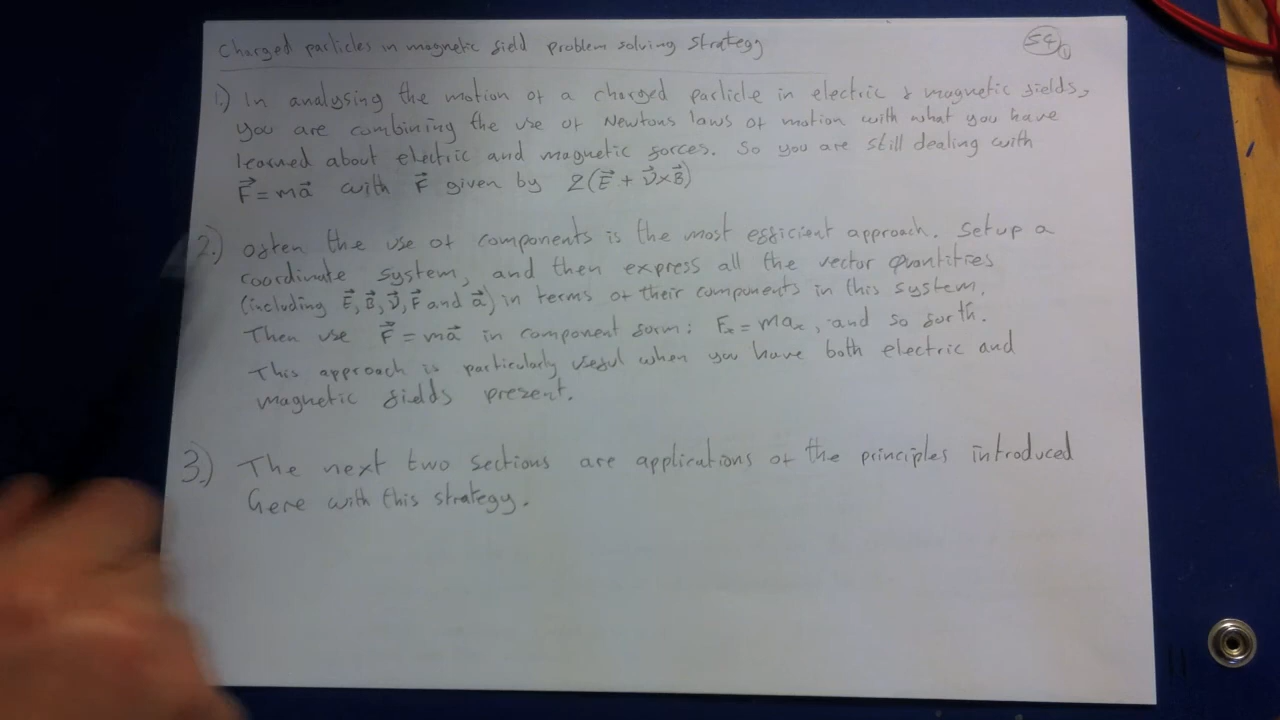 Charged particles in magnetic field problem solving strategy
54 1
1.) In analysing the motion of a charged particle in electric & magnetic fields,
you are combining the use of Newtons laws of motion with what you have
learned about electric and magnetic forces. So you are still dealing with
F⃗ = ma⃗ with F⃗ given by q(E⃗ + v⃗×B⃗)
2.) Often the use of components is the most efficient approach. Setup a
coordinate system, and then express all the vector quantities
(including E⃗, B⃗, v⃗, F⃗ and a⃗) in terms of their components in this system.
Then use F⃗ = ma⃗ in component form: Fx = max, and so forth.
This approach is particularly useful when you have both electric and
magnetic fields present.
3.) The next two sections are applications of the principles introduced
here with this strategy.